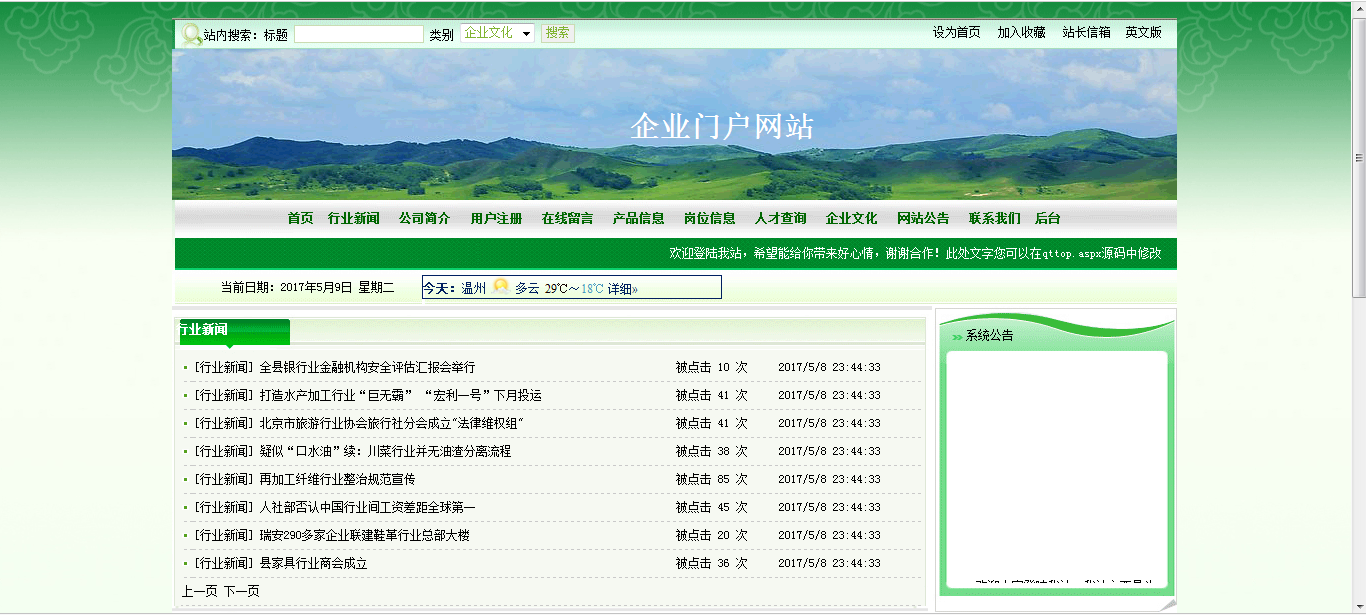 站内搜索：标题 类别 企业文化 搜索 设为首页 加入收藏 站长信箱 英文版
企业门户网站
首页 行业新闻 公司简介 用户注册 在线留言 产品信息 岗位信息 人才查询 企业文化 网站公告 联系我们 后台
欢迎登陆我站，希望能给你带来好心情，谢谢合作！此处文字您可以在qttop.aspx源码中修改
当前日期：2017年5月9日 星期二 今天：温州 多云 29℃～18℃ 详细»
行业新闻
系统公告
[行业新闻] 全县银行业金融机构安全评估汇报会举行 被点击 10 次 2017/5/8 23:44:33
[行业新闻] 打造水产加工行业“巨无霸” “宏利一号”下月投运 被点击 41 次 2017/5/8 23:44:33
[行业新闻] 北京市旅游行业协会旅行社分会成立"法律维权组" 被点击 41 次 2017/5/8 23:44:33
[行业新闻] 疑似“口水油”续：川菜行业并无油渣分离流程 被点击 38 次 2017/5/8 23:44:33
[行业新闻] 再加工纤维行业整治规范宣传 被点击 85 次 2017/5/8 23:44:33
[行业新闻] 人社部否认中国行业间工资差距全球第一 被点击 45 次 2017/5/8 23:44:33
[行业新闻] 瑞安290多家企业联建鞋革行业总部大楼 被点击 20 次 2017/5/8 23:44:33
[行业新闻] 县家具行业商会成立 被点击 36 次 2017/5/8 23:44:33
上一页 下一页